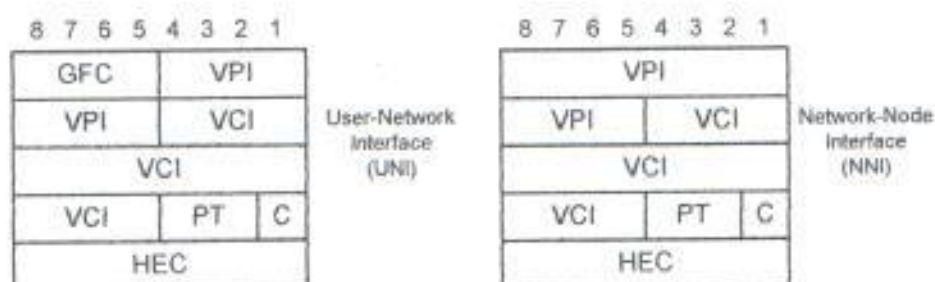 8 7 6 5 4 3 2 1
GFC VPI
VPI VCI
VCI
VCI PT C
HEC
User-Network
Interface
(UNI)
8 7 6 5 4 3 2 1
VPI
VPI VCI
VCI
VCI PT C
HEC
Network-Node
Interface
(NNI)